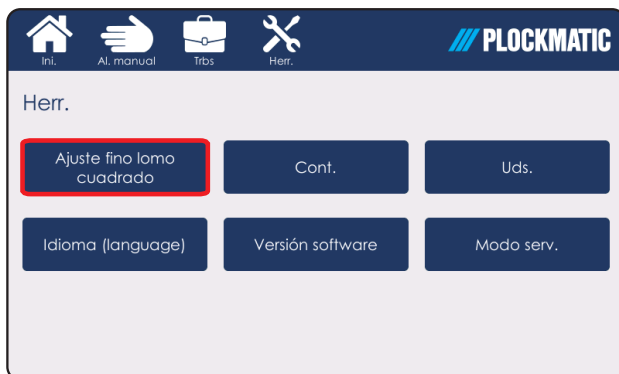 Ini.
Al. manual
Trbs
Herr.
PLOCKMATIC
Herr.
Ajuste fino lomo
cuadrado
Cont.
Uds.
Idioma (language)
Versión software
Modo serv.